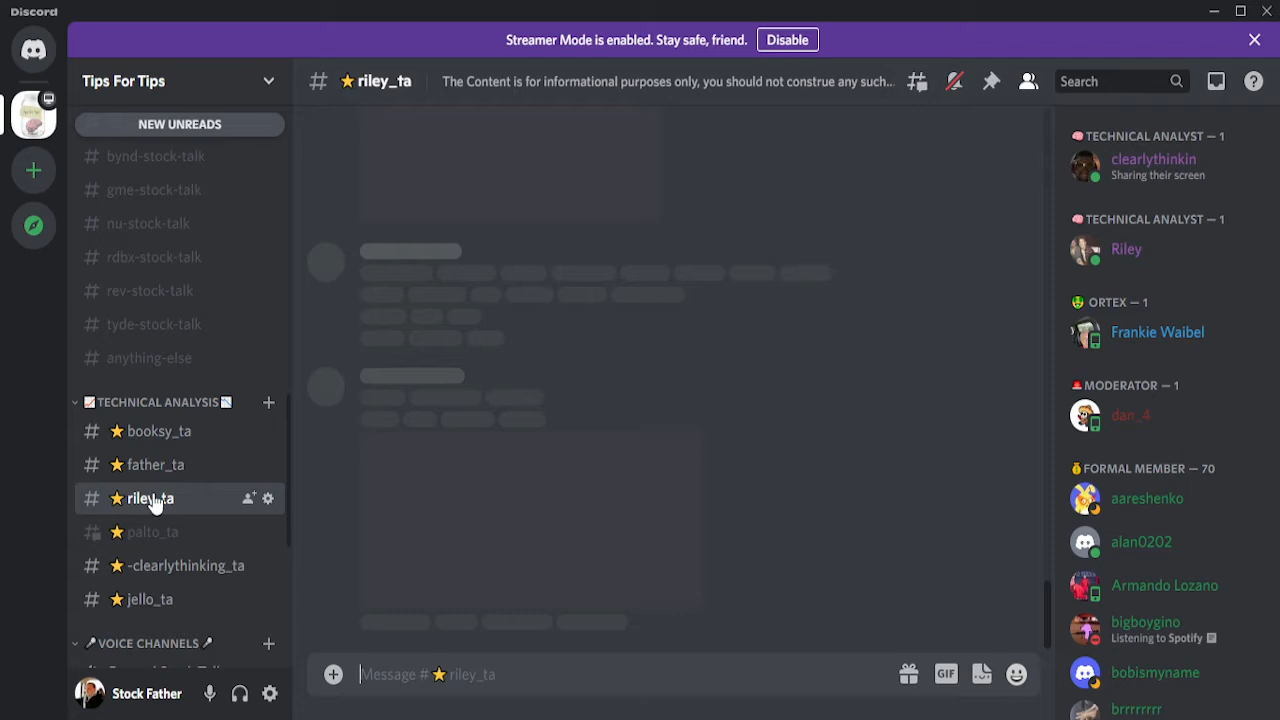 Discord
Streamer Mode is enabled. Stay safe, friend. Disable
Tips For Tips
riley_ta
The Content is for informational purposes only, you should not construe any such...
Search
NEW UNREADS
bynd-stock-talk
gme-stock-talk
nu-stock-talk
rdbx-stock-talk
rev-stock-talk
tyde-stock-talk
anything-else
TECHNICAL ANALYSIS
booksy_ta
father_ta
riley_ta
palto_ta
-clearlythinking_ta
jello_ta
VOICE CHANNELS
Stock Father
Message # riley_ta
GIF
TECHNICAL ANALYST — 1
clearlythinkin
Sharing their screen
TECHNICAL ANALYST — 1
Riley
ORTEX — 1
Frankie Waibel
MODERATOR — 1
dan_4
FORMAL MEMBER — 70
aareshenko
alan0202
Armando Lozano
bigboygino
Listening to Spotify
bobismyname